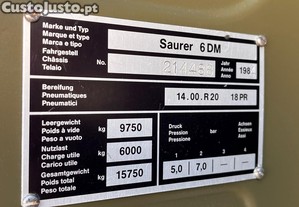 CustoJusto.pt
Marke und Typ
Marque et type
Marca e tipo
Saurer 6DM
Fahrgestell
Châssis No.
Telaio
Jahr
Année 198
Anno
Bereifung
Pneumatiques 14.00.R20 18PR
Pneumatici
Leergewicht
Poids à vide kg 9750
Peso a vuoto
Nutzlast
Charge utile kg 6000
Carico utile
Gesamtgewicht
Poids total kg 15750
Peso totale
Druck Achsen
Pression bar Essieux
Pressione Assi
1 2 3 4
5,0 7,0 – –